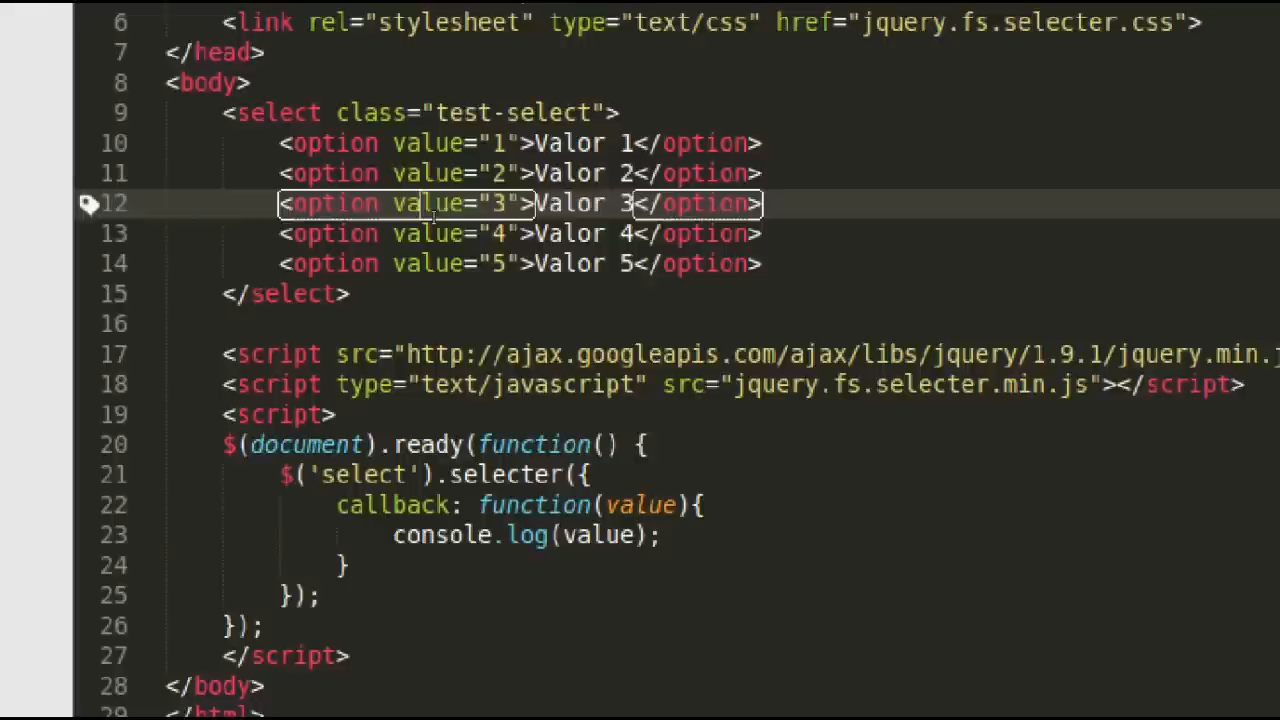 6 <link rel="stylesheet" type="text/css" href="jquery.fs.selecter.css">
7 </head>
8 <body>
9 <select class="test-select">
10 <option value="1">Valor 1</option>
11 <option value="2">Valor 2</option>
12 <option value="3">Valor 3</option>
13 <option value="4">Valor 4</option>
14 <option value="5">Valor 5</option>
15 </select>
16
17 <script src="http://ajax.googleapis.com/ajax/libs/jquery/1.9.1/jquery.min.j
18 <script type="text/javascript" src="jquery.fs.selecter.min.js"></script>
19 <script>
20 $(document).ready(function() {
21 $('select').selecter({
22 callback: function(value){
23 console.log(value);
24 }
25 });
26 });
27 </script>
28 </body>
29 </html>